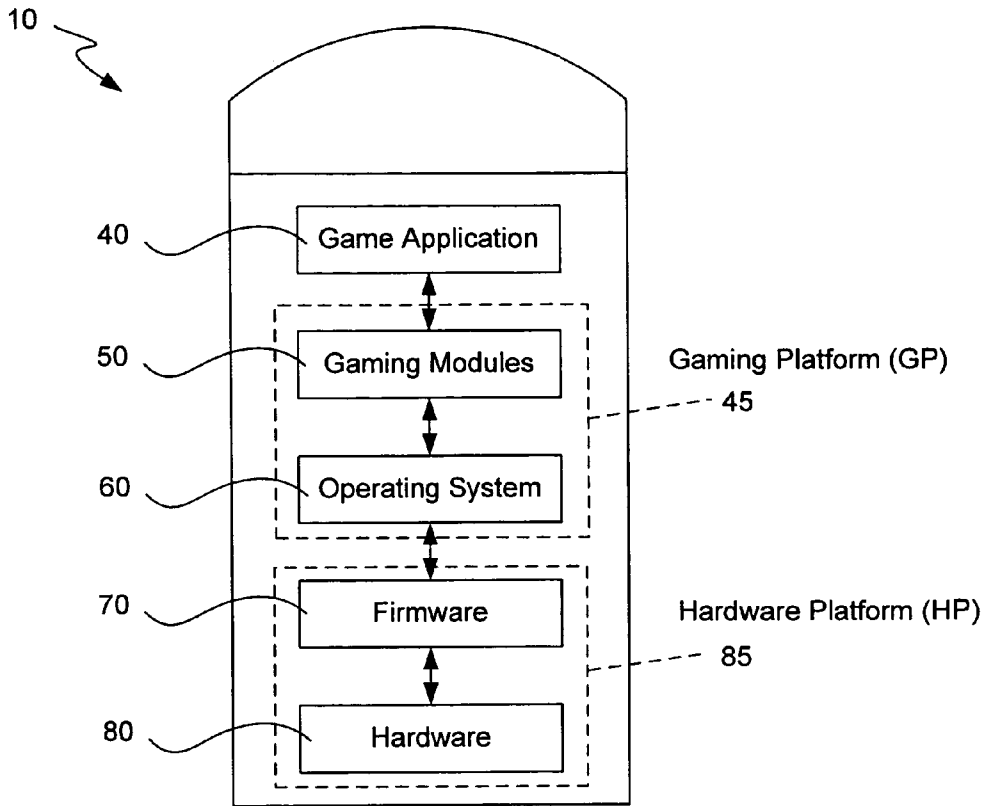 10
40
Game Application
50
Gaming Modules
Gaming Platform (GP)
45
60
Operating System
70
Firmware
Hardware Platform (HP)
85
80
Hardware